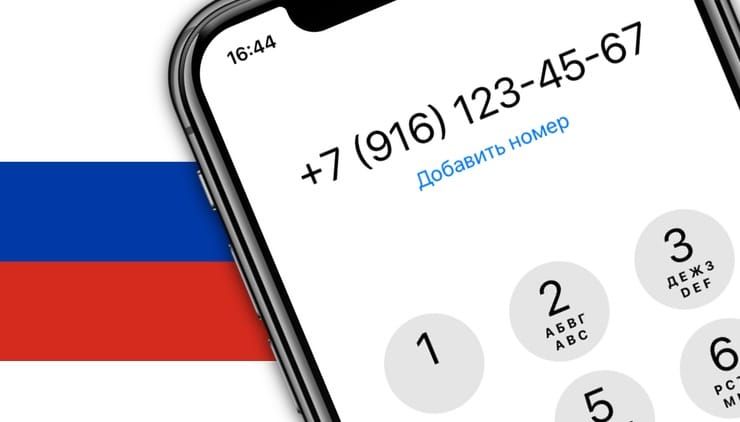 16:44
+7 (916) 123-45-67
Добавить номер
1
2
АБВГ
ABC
3
ДЕЖЗ
DEF
5
6